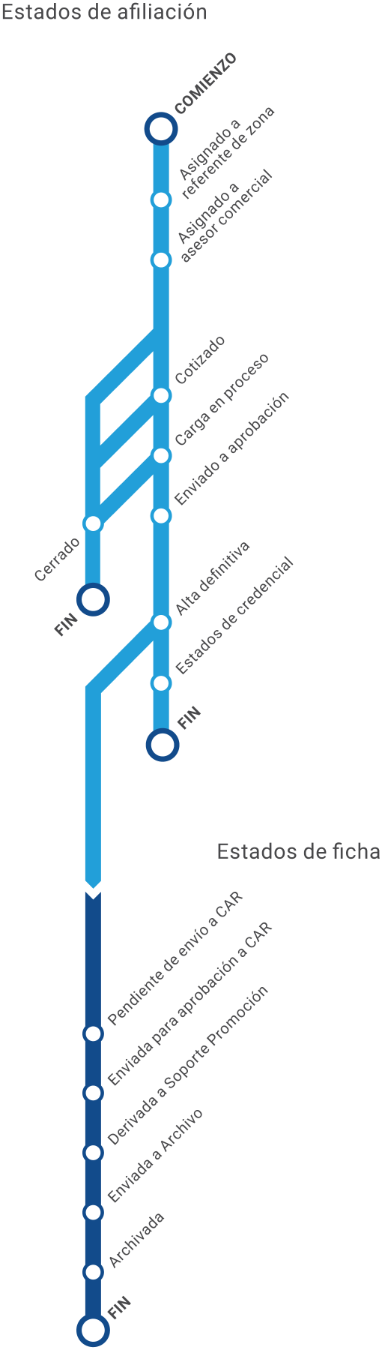 Estados de afiliación
COMIENZO
Asignado a
referente de zona
Asignado a
asesor comercial
Cotizado
Carga en proceso
Enviado a aprobación
Cerrado
FIN
Alta definitiva
Estados de credencial
FIN
Estados de ficha
Pendiente de envío a CAR
Enviada para aprobación a CAR
Derivada a Soporte Promoción
Enviada a Archivo
Archivada
FIN